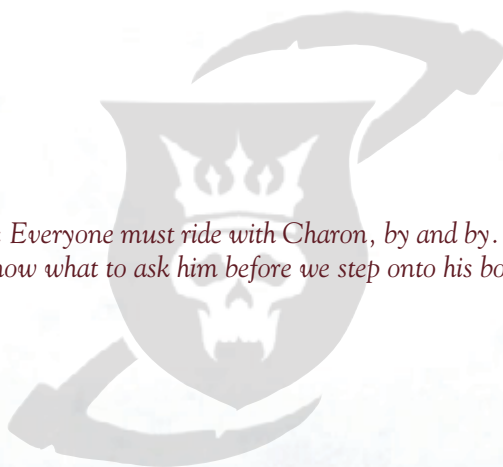 Everyone must ride with Charon, by and by.
what to ask him before we step onto his